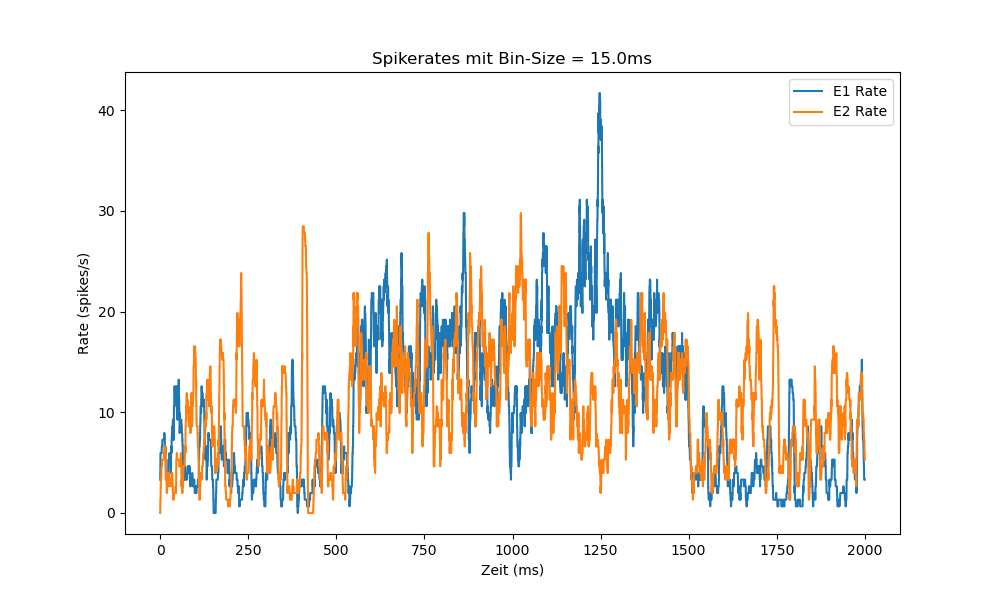 Spikerates mit Bin-Size = 15.0ms
E1 Rate
E2 Rate
40
30
20
10
0
Rate (spikes/s)
0 250 500 750 1000 1250 1500 1750 2000
Zeit (ms)